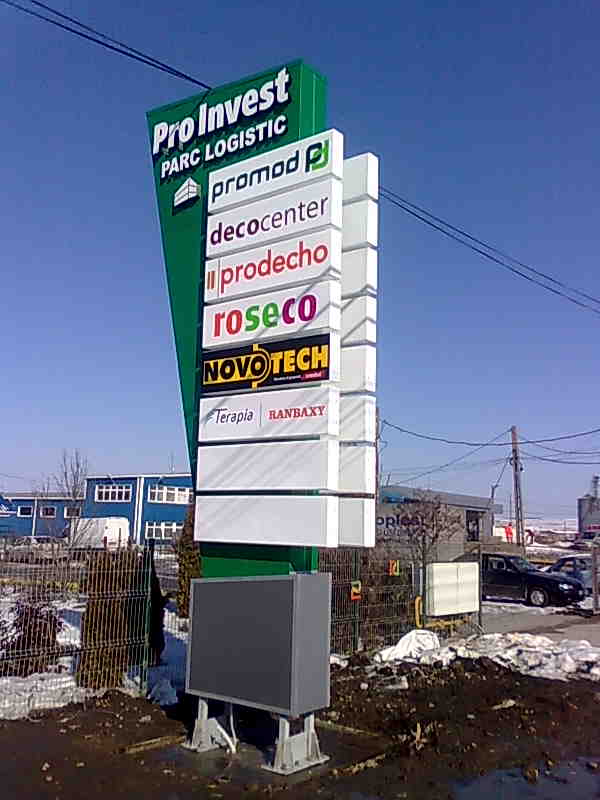 Pro Invest
PARC LOGISTIC
promod
decocenter
prodecho
roseco
NOVOTECH
Terapia RANBAXY